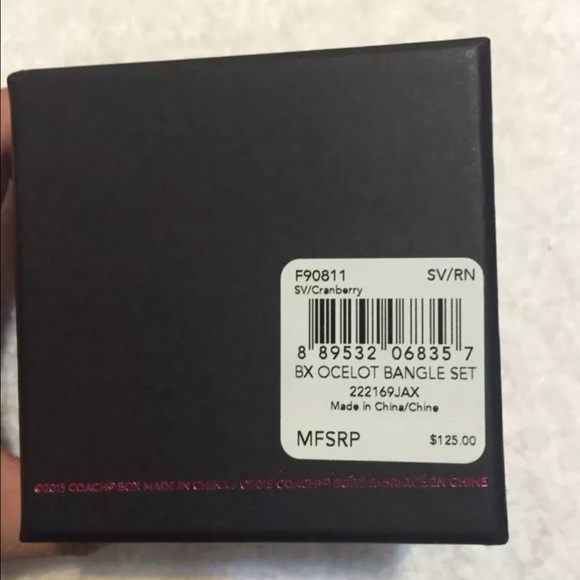 F90811 SV/RN
SV/Cranberry
8 89532 06835 7
BX OCELOT BANGLE SET
222169JAX
Made in China/Chine
MFSRP $125.00
©2015 COACH® BOX MADE IN CHINA / ©2015 COACH® BOÎTE FABRIQUÉ EN CHINE